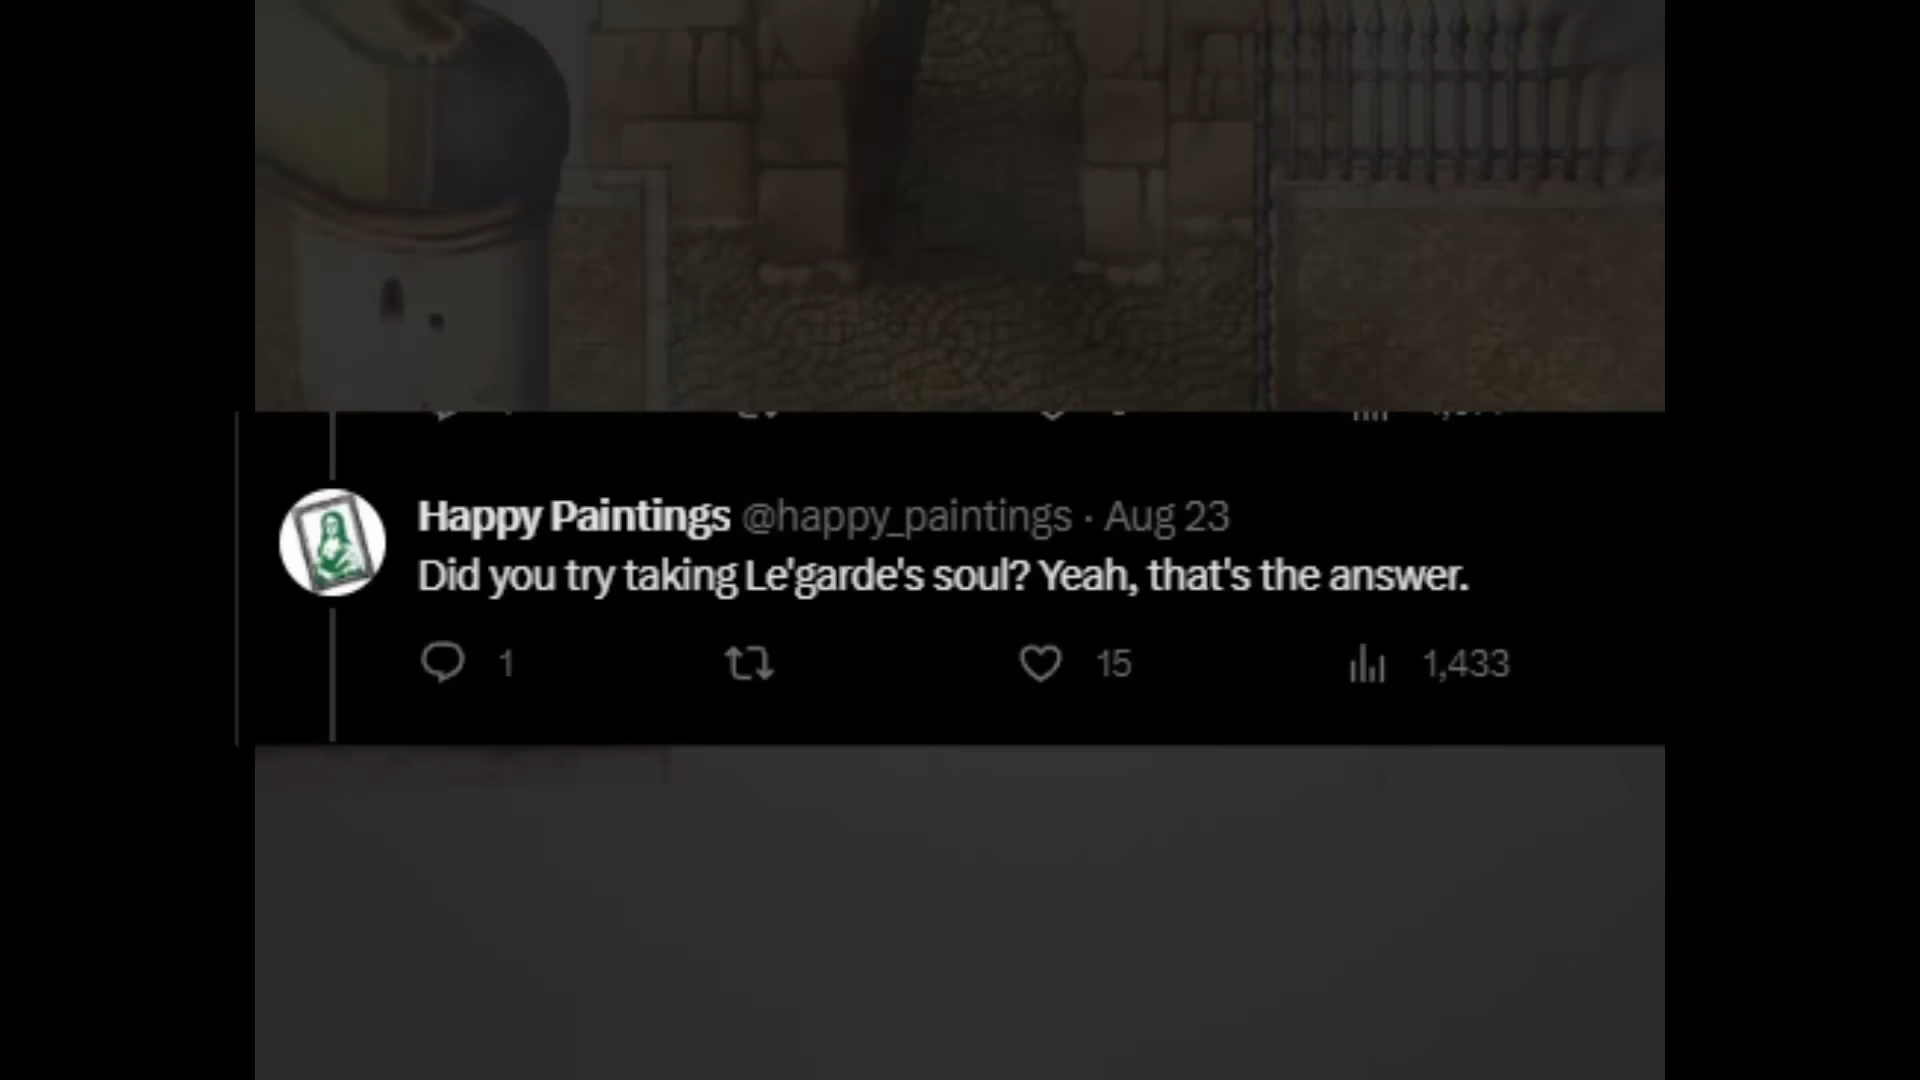 Happy Paintings @happy_paintings · Aug 23
Did you try taking Le'garde's soul? Yeah, that's the answer.
1 15 1,433